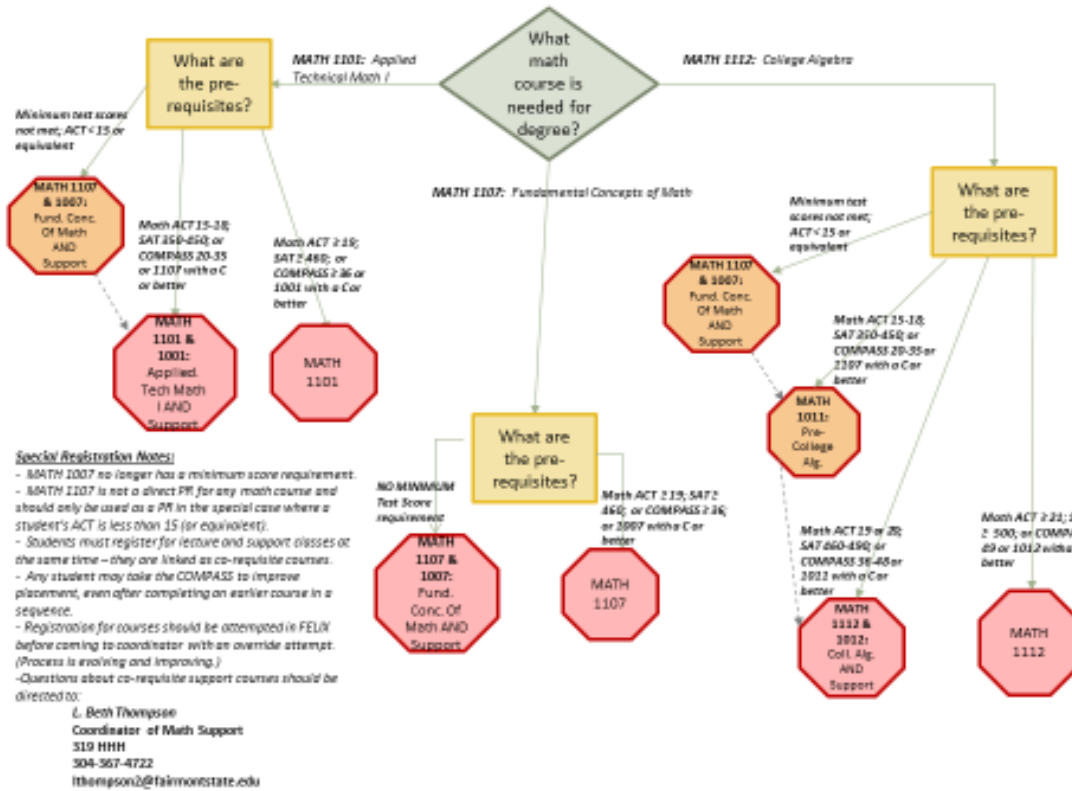 What
math
course is
needed for
degree?
MATH 1101: Applied
Technical Math I
MATH 1112: College Algebra
MATH 1107: Fundamental Concepts of Math
What are
the pre-
requisites?
Minimum test scores
not met; ACT < 15 or
equivalent
MATH 1107
& 1007:
Fund. Conc.
Of Math
AND
Support
Math ACT 15-18;
SAT 350-450; or
COMPASS 20-35
or 1107 with a C
or better
MATH
1101 &
1001:
Applied.
Tech Math
I AND
Support
Math ACT ≥ 19;
SAT ≥ 460; or
COMPASS ≥ 36 or
1001 with a C or
better
MATH
1101
What are
the pre-
requisites?
NO MINIMUM
Test Score
requirement
MATH
1107 &
1007:
Fund.
Conc. Of
Math AND
Support
Math ACT ≥ 19; SAT ≥
460; or COMPASS ≥ 36;
or 1007 with a C or
better
MATH
1107
What are
the pre-
requisites?
Minimum test
scores not met;
ACT < 15 or
equivalent
MATH 1107
& 1007:
Fund. Conc.
Of Math
AND
Support
Math ACT 15-18;
SAT 350-450; or
COMPASS 20-35 or
1107 with a C or
better
MATH
1011:
Pre-
College
Alg.
Math ACT 19 or 20;
SAT 460-490; or
COMPASS 36-48 or
1011 with a C or
better
MATH
1112 &
1012:
Coll. Alg.
AND
Support
Math ACT ≥ 21;
≥ 500; or COMP
49 or 1012 with a
better
MATH
1112
Special Registration Notes:
- MATH 1007 no longer has a minimum score requirement.
- MATH 1107 is not a direct PR for any math course and
should only be used as a PR in the special case where a
student's ACT is less than 15 (or equivalent).
- Students must register for lecture and support classes at
the same time – they are linked as co-requisite courses.
- Any student may take the COMPASS to improve
placement, even after completing an earlier course in a
sequence.
- Registration for courses should be attempted in FELIX
before coming to coordinator with an override attempt.
(Process is evolving and improving.)
-Questions about co-requisite support courses should be
directed to:
L. Beth Thompson
Coordinator of Math Support
319 HHH
304-367-4722
lthompson2@fairmontstate.edu